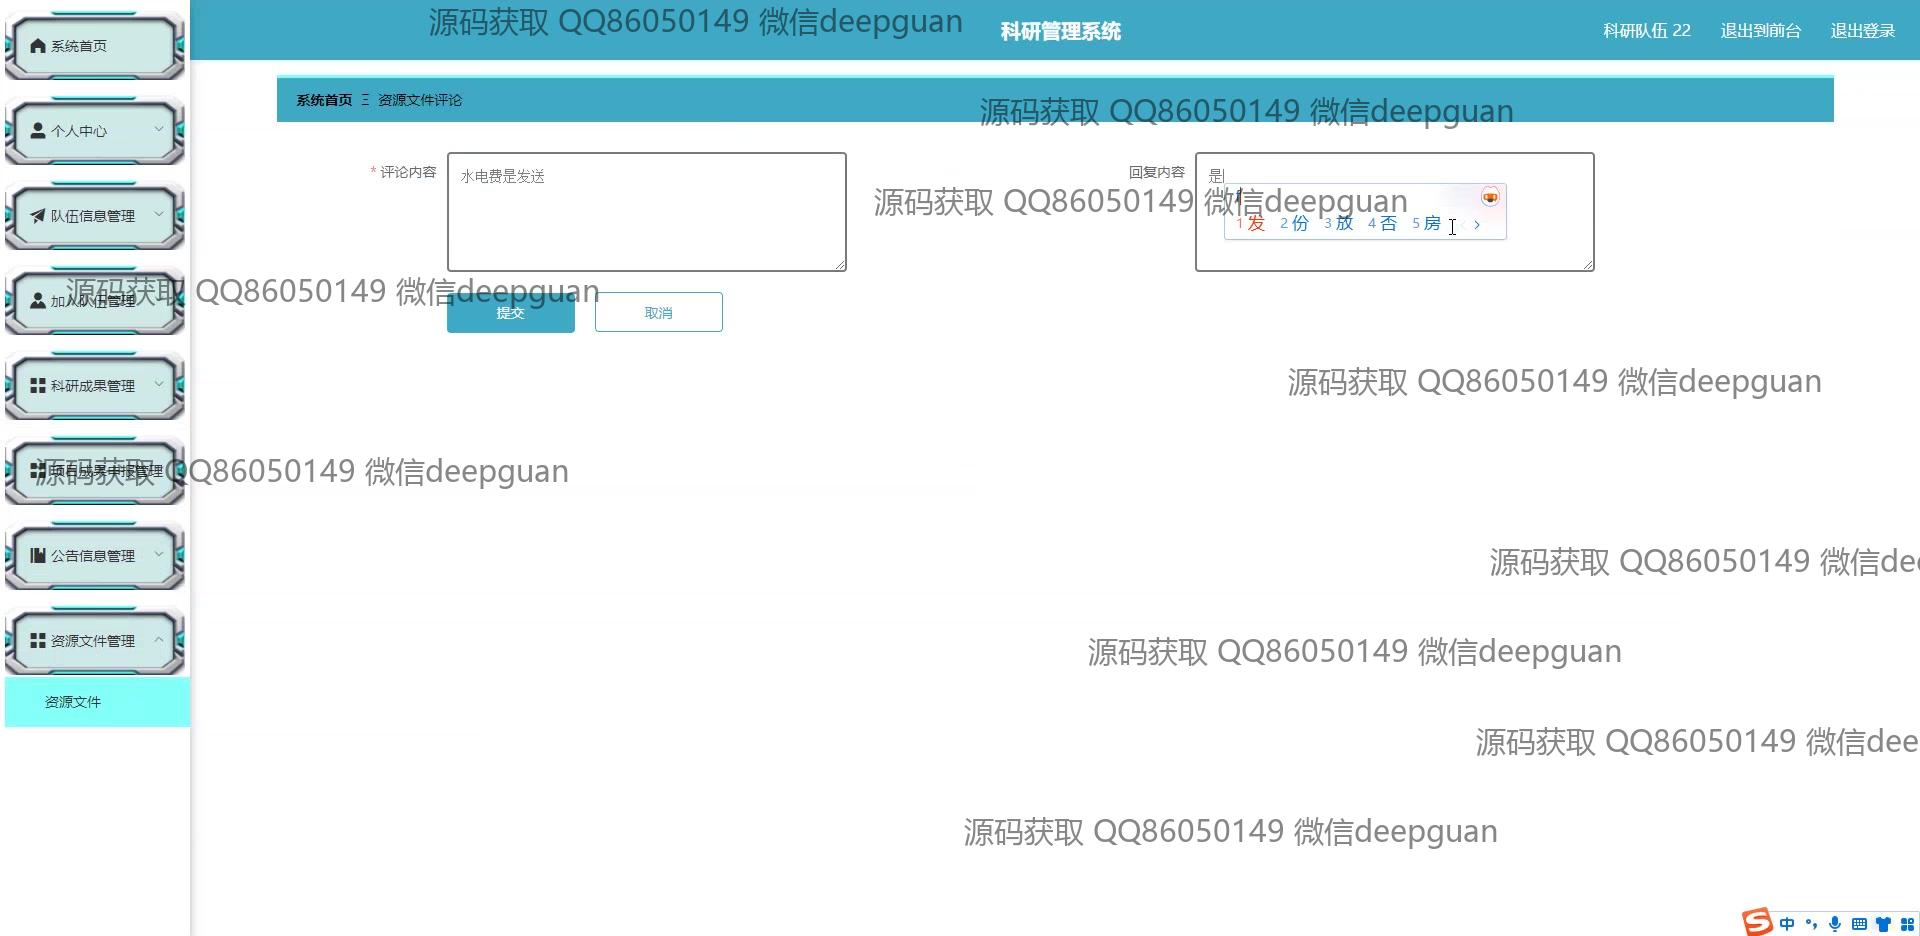 源码获取 QQ86050149 微信deepguan
科研管理系统
科研队伍 22
退出到前台
退出登录
系统首页
个人中心
队伍信息管理
加入队伍管理
科研成果管理
项目成果申报管理
公告信息管理
资源文件管理
资源文件
系统首页 Ξ 资源文件评论
源码获取 QQ86050149 微信deepguan
* 评论内容
水电费是发送
回复内容
是
源码获取 QQ86050149 微信deepguan
f
1 发 2 份 3 放 4 否 5 房
源码获取 QQ86050149 微信deepguan
提交
取消
源码获取 QQ86050149 微信deepguan
源码获取 QQ86050149 微信deepguan
源码获取 QQ86050149 微信dee
源码获取 QQ86050149 微信deepguan
源码获取 QQ86050149 微信dee
源码获取 QQ86050149 微信deepguan
S 中